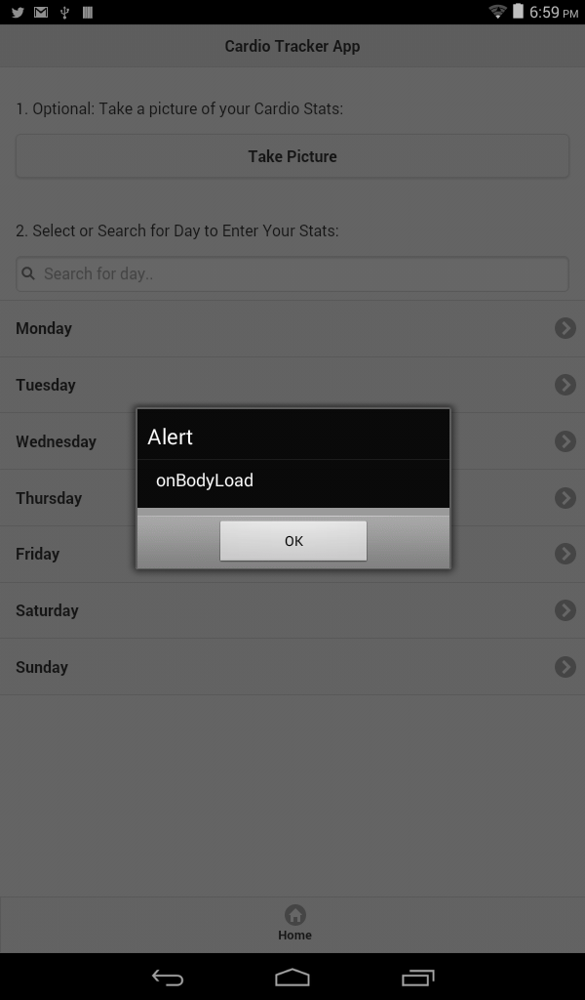 6:59 PM
Cardio Tracker App
1. Optional: Take a picture of your Cardio Stats:
Take Picture
2. Select or Search for Day to Enter Your Stats:
Search for day..
Monday
Tuesday
Wednesday
Alert
onBodyLoad
OK
Thursday
Friday
Saturday
Sunday
Home